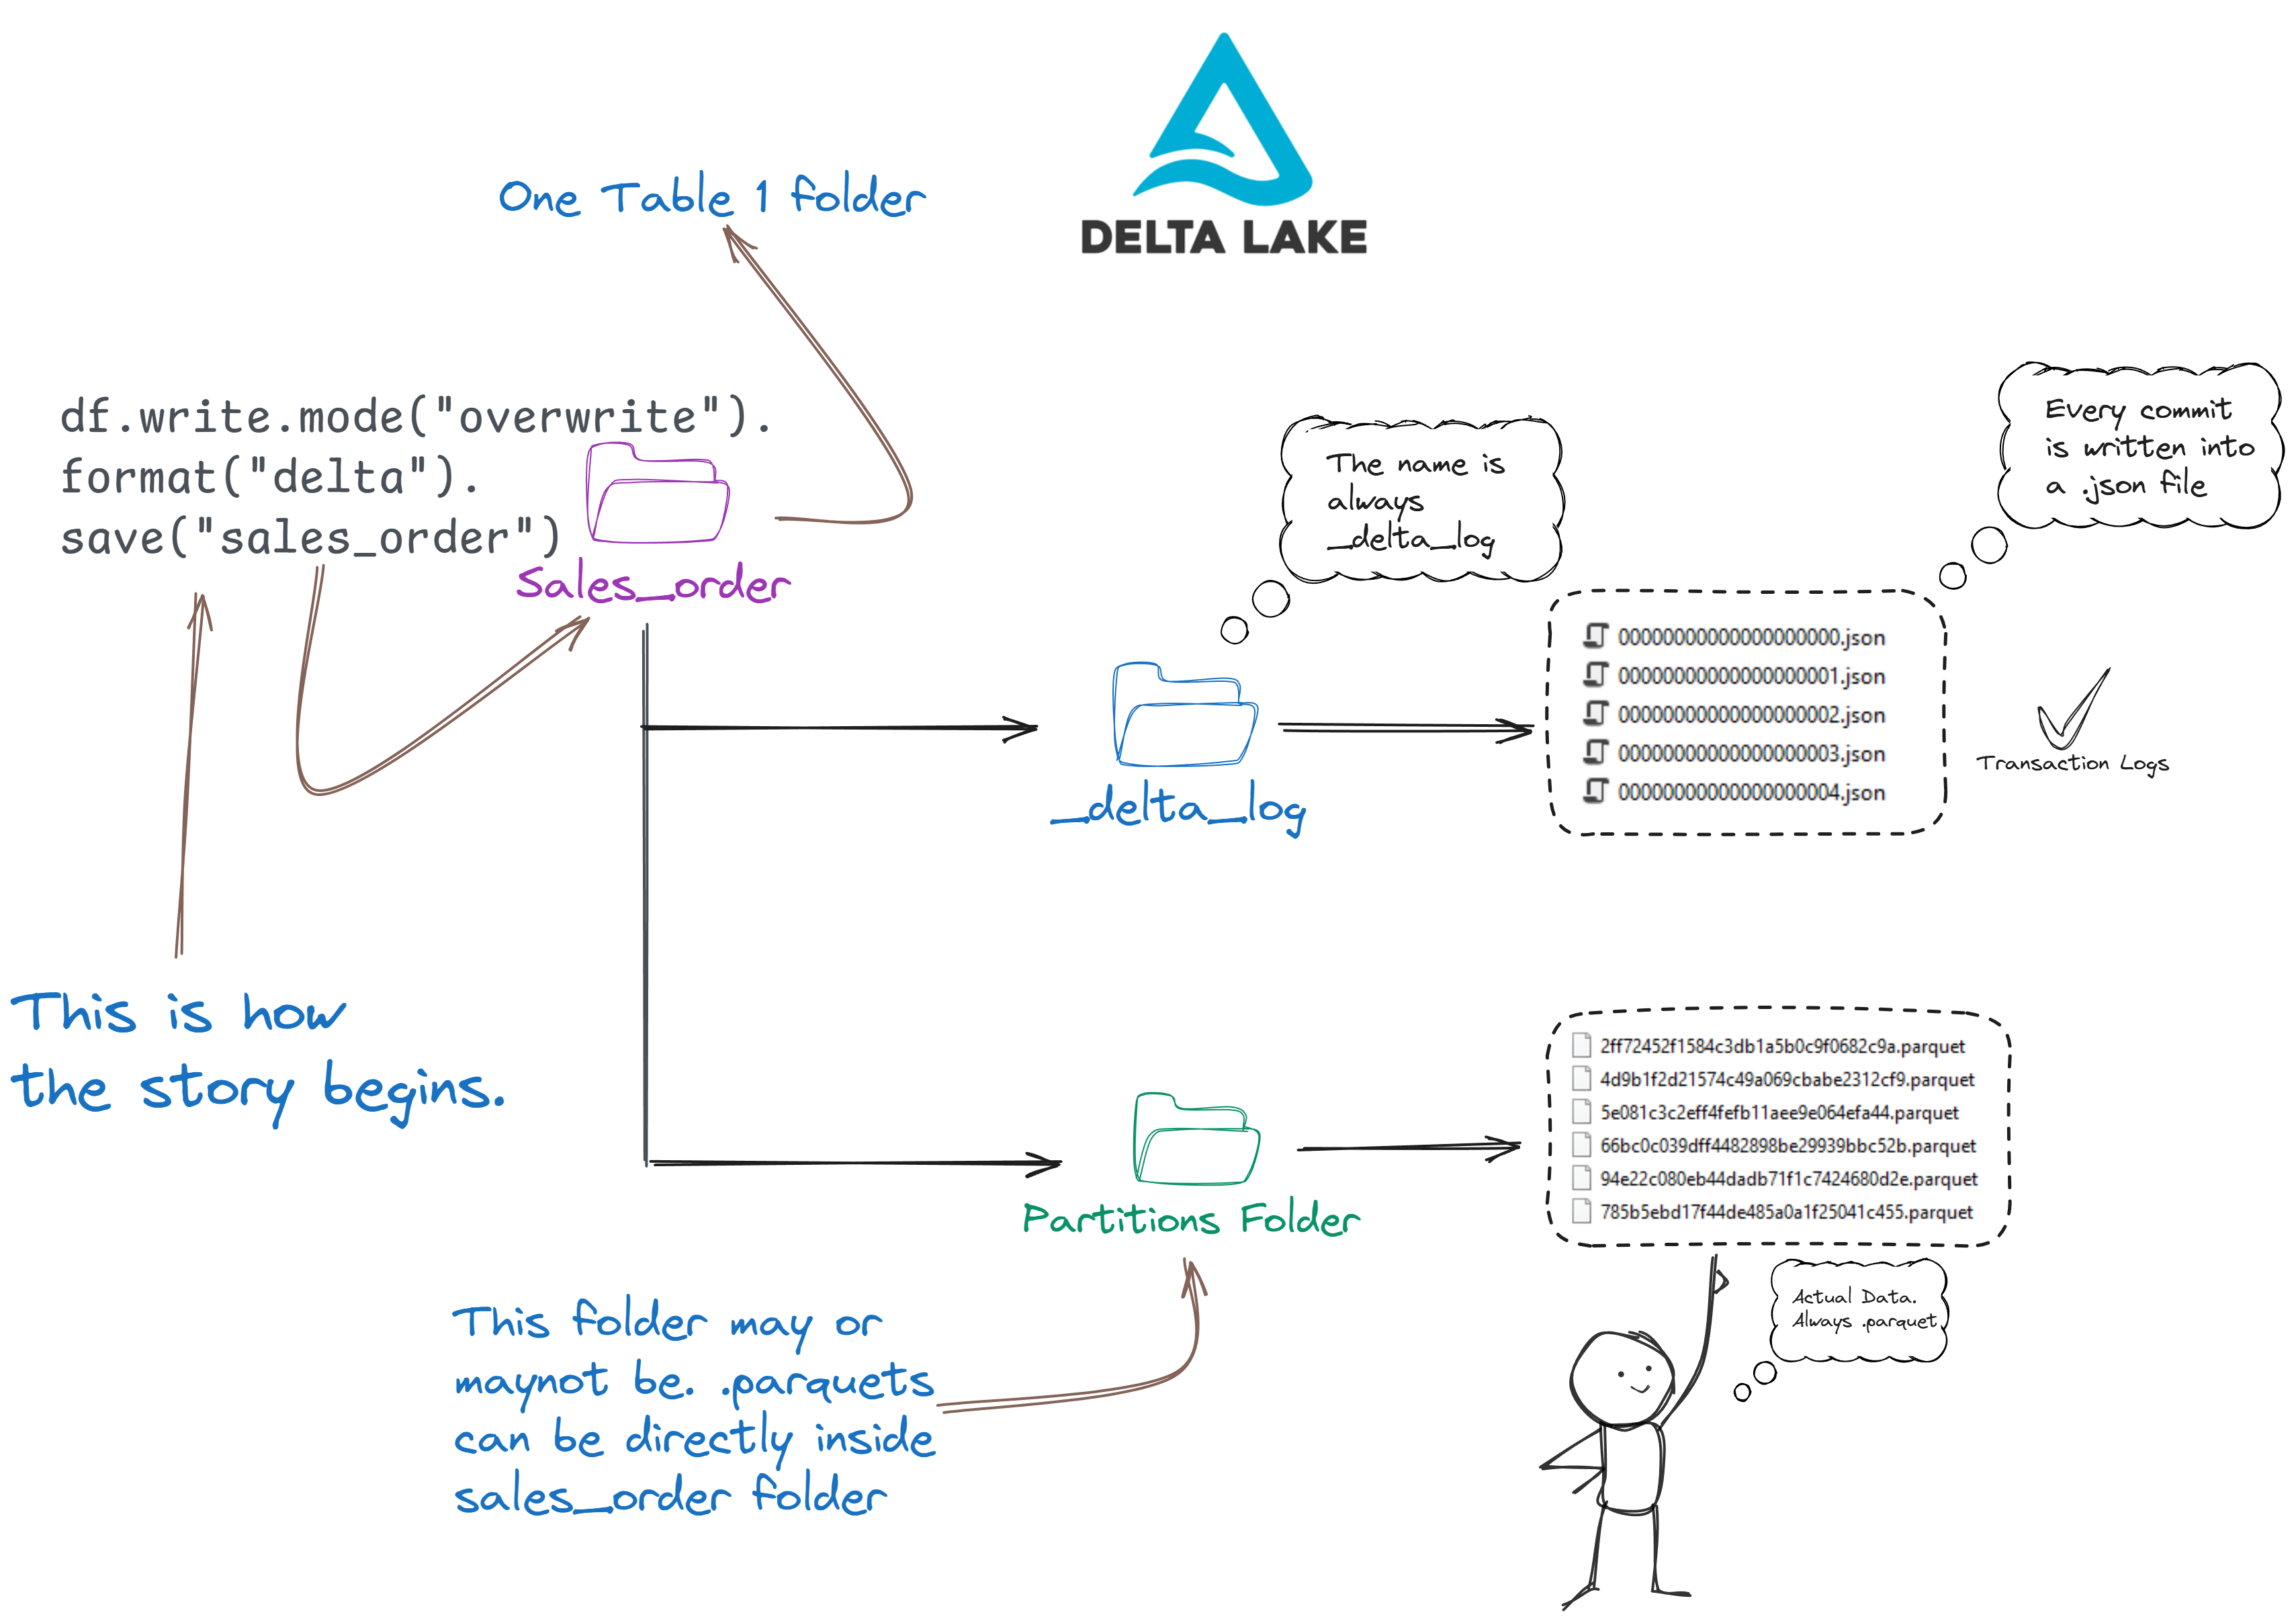 DELTA LAKE
One Table 1 folder
df.write.mode("overwrite").
format("delta").
save("sales_order")
Sales_order
This is how
the story begins.
The name is
always
_delta_log
Every commit
is written into
a .json file
_delta_log
00000000000000000000.json
00000000000000000001.json
00000000000000000002.json
00000000000000000003.json
00000000000000000004.json
Transaction Logs
Partitions Folder
This folder may or
maynot be. .parquets
can be directly inside
sales_order folder
2ff72452f1584c3db1a5b0c9f0682c9a.parquet
4d9b1f2d21574c49a069cbabe2312cf9.parquet
5e081c3c2eff4fefb11aee9e064efa44.parquet
66bc0c039dff4482898be29939bbc52b.parquet
94e22c080eb44dadb71f1c7424680d2e.parquet
785b5ebd17f44de485a0a1f25041c455.parquet
Actual Data.
Always .parquet